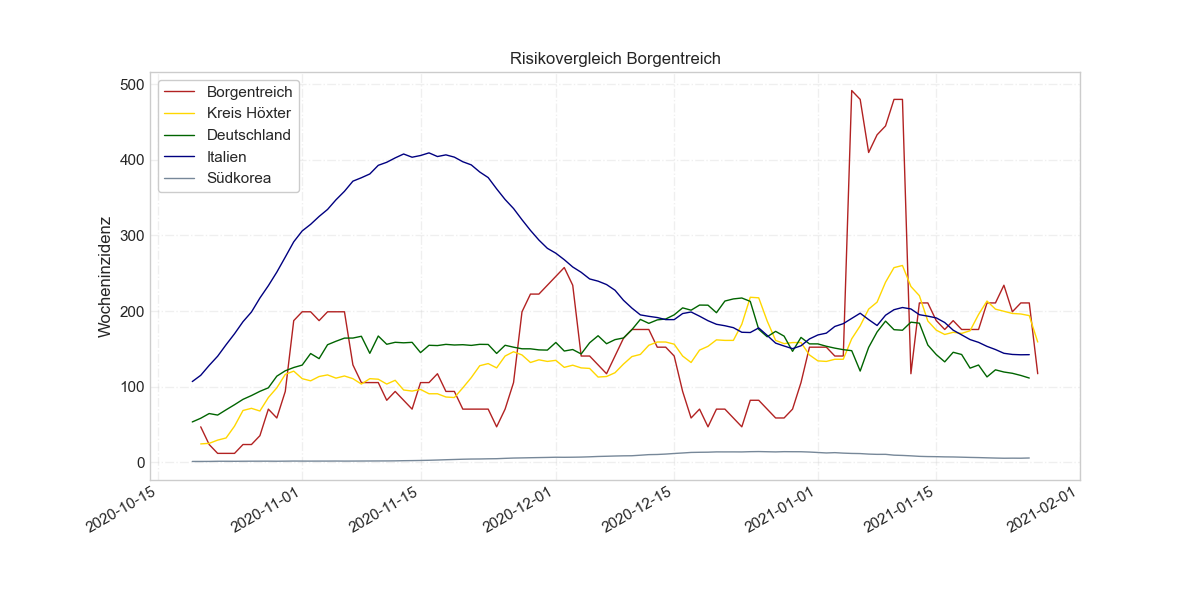 Risikovergleich Borgentreich
Wocheninzidenz
500
400
300
200
100
0
Borgentreich
Kreis Höxter
Deutschland
Italien
Südkorea
2020-10-15
2020-11-01
2020-11-15
2020-12-01
2020-12-15
2021-01-01
2021-01-15
2021-02-01